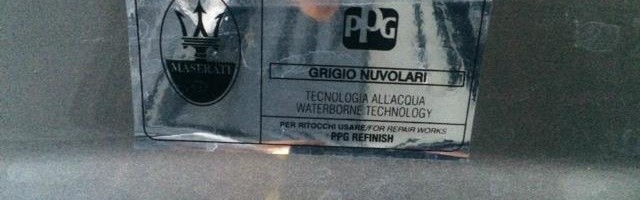 MASERATI
PPG
GRIGIO NUVOLARI
TECNOLOGIA ALL'ACQUA
WATERBORNE TECHNOLOGY
PER RITOCCHI USARE/FOR REPAIR WORKS
PPG REFINISH